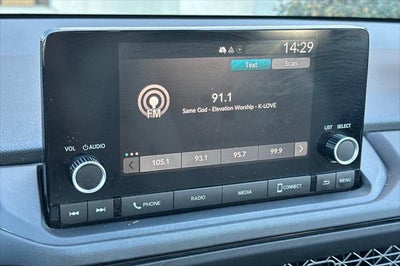 14:29
Text Scan
FM
91.1
Same God - Elevation Worship - K-LOVE
VOL AUDIO
LIST SELECT
105.1 93.1 95.7 99.9
PHONE RADIO MEDIA CONNECT MENU